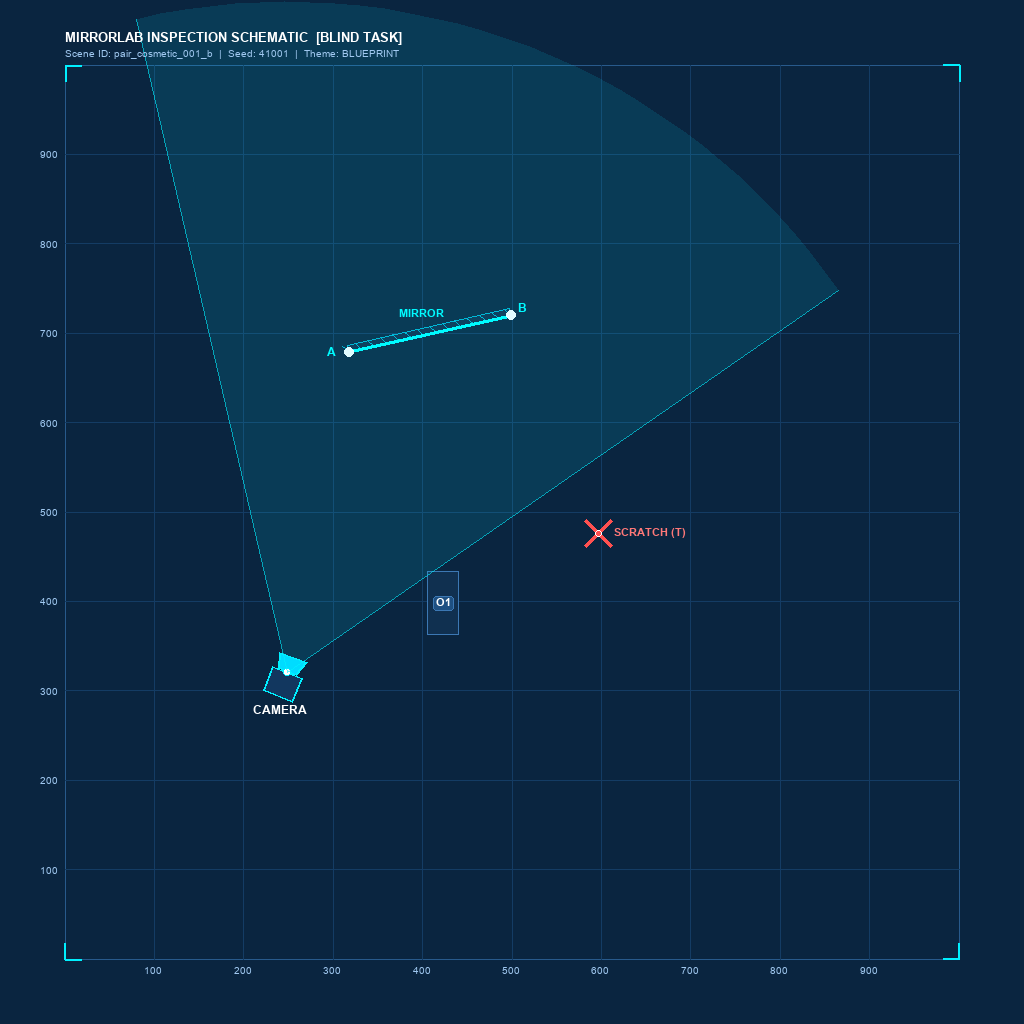 MIRRORLAB INSPECTION SCHEMATIC [BLIND TASK]
Scene ID: pair_cosmetic_001_b | Seed: 41001 | Theme: BLUEPRINT
900
800
B
MIRROR
700
A
600
500
SCRATCH (T)
400
O1
300
CAMERA
200
100
100 200 300 400 500 600 700 800 900